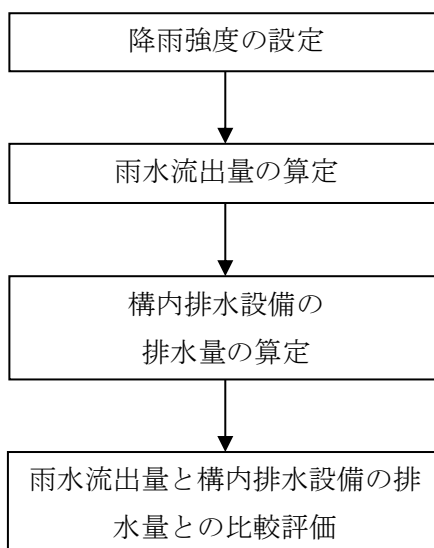 降雨強度の設定
雨水流出量の算定
構内排水設備の
排水量の算定
雨水流出量と構内排水設備の排
水量との比較評価